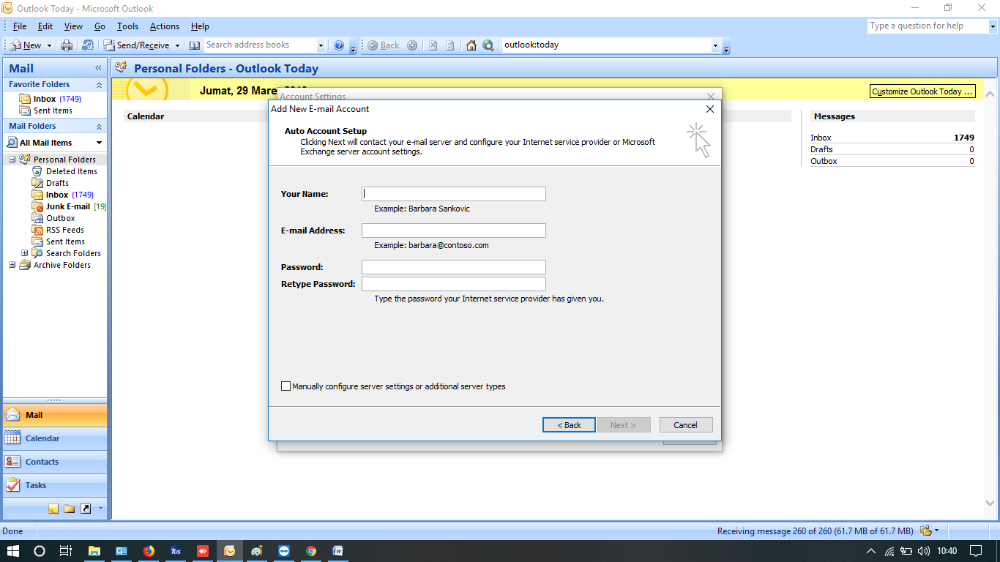 Outlook Today - Microsoft Outlook
File Edit View Go Tools Actions Help
Type a question for help
New Send/Receive Search address books Back outlook:today
Mail «
Favorite Folders
Inbox (1749)
Sent Items
Mail Folders
All Mail Items
Personal Folders
Deleted Items
Drafts
Inbox (1749)
Junk E-mail [19]
Outbox
RSS Feeds
Sent Items
Search Folders
Archive Folders
Mail
Calendar
Contacts
Tasks
Personal Folders - Outlook Today
Jumat, 29 Mare
Customize Outlook Today ...
Calendar
Messages
Inbox 1749
Drafts 0
Outbox 0
Account Settings
Add New E-mail Account
Auto Account Setup
Clicking Next will contact your e-mail server and configure your Internet service provider or Microsoft
Exchange server account settings.
Your Name:
Example: Barbara Sankovic
E-mail Address:
Example: barbara@contoso.com
Password:
Retype Password:
Type the password your Internet service provider has given you.
Manually configure server settings or additional server types
< Back Next > Cancel
Done
Receiving message 260 of 260 (61.7 MB of 61.7 MB)
Tus
10:40